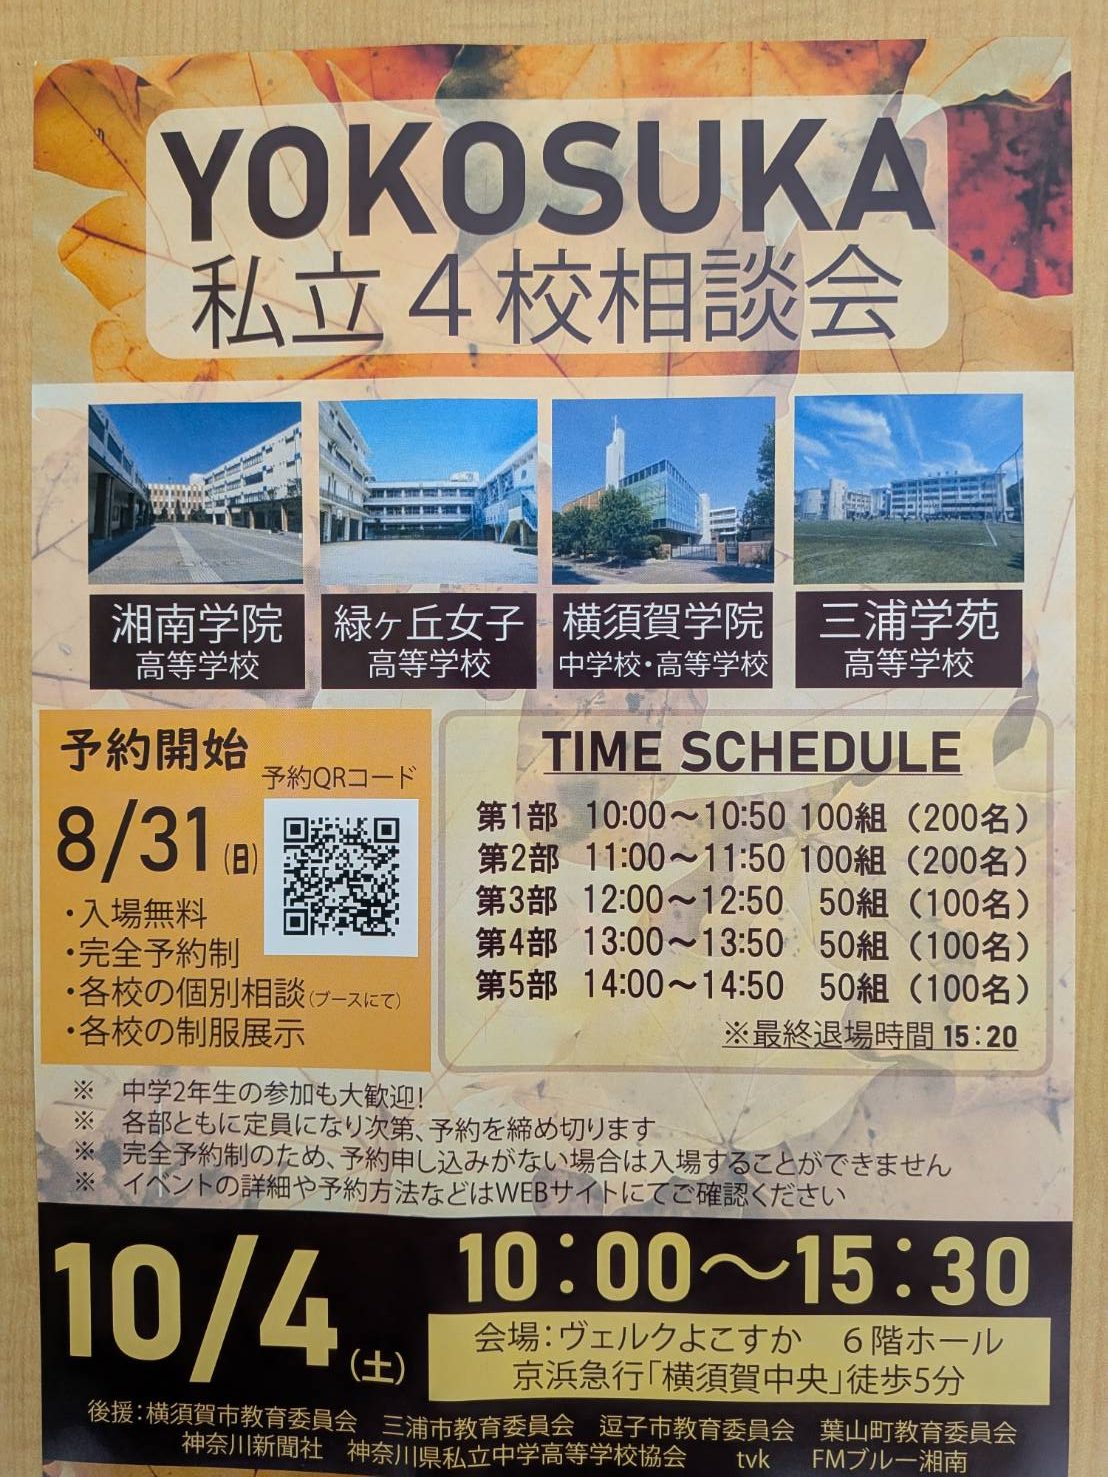 YOKOSUKA
私立4校相談会
湘南学院
高等学校
緑ヶ丘女子
高等学校
横須賀学院
中学校・高等学校
三浦学苑
高等学校
予約開始
予約QRコード
8/31(日)
・入場無料
・完全予約制
・各校の個別相談(ブースにて)
・各校の制服展示
TIME SCHEDULE
第1部 10:00～10:50 100組（200名）
第2部 11:00～11:50 100組（200名）
第3部 12:00～12:50 50組（100名）
第4部 13:00～13:50 50組（100名）
第5部 14:00～14:50 50組（100名）
※最終退場時間 15:20
※ 中学2年生の参加も大歓迎!
※ 各部ともに定員になり次第、予約を締め切ります
※ 完全予約制のため、予約申し込みがない場合は入場することができません
※ イベントの詳細や予約方法などはWEBサイトにてご確認ください
10/4(土)
10:00～15:30
会場:ヴェルクよこすか 6階ホール
京浜急行「横須賀中央」徒歩5分
後援:横須賀市教育委員会 三浦市教育委員会 逗子市教育委員会 葉山町教育委員会
神奈川新聞社 神奈川県私立中学高等学校協会 tvk FMブルー湘南